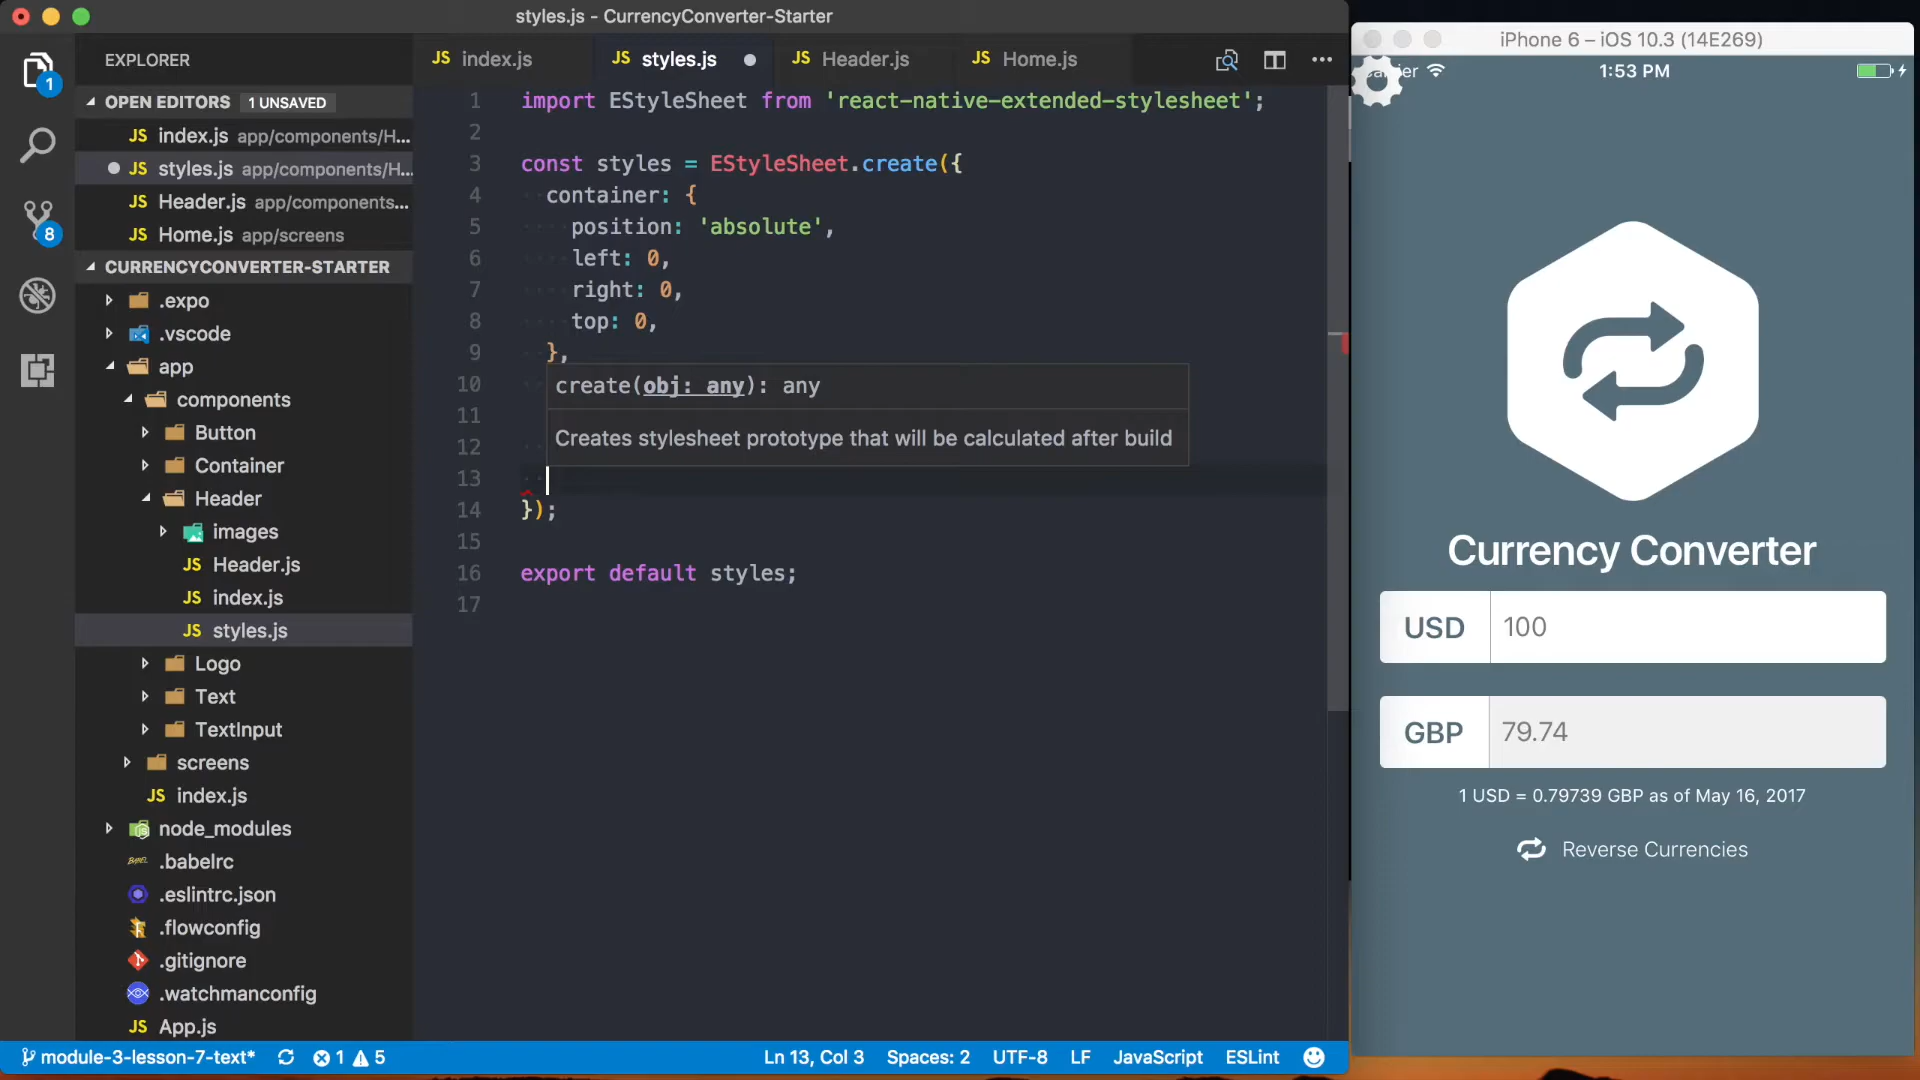 styles.js - CurrencyConverter-Starter
EXPLORER
1
OPEN EDITORS 1 UNSAVED
JS index.js app/components/H...
JS styles.js app/components/H...
JS Header.js app/components...
JS Home.js app/screens
8
CURRENCYCONVERTER-STARTER
.expo
.vscode
app
components
Button
Container
Header
images
JS Header.js
JS index.js
JS styles.js
Logo
Text
TextInput
screens
JS index.js
node_modules
.babelrc
.eslintrc.json
.flowconfig
.gitignore
.watchmanconfig
JS App.js
JS index.js
JS styles.js
JS Header.js
JS Home.js
1 import EStyleSheet from 'react-native-extended-stylesheet';
2
3 const styles = EStyleSheet.create({
4 container: {
5 position: 'absolute',
6 left: 0,
7 right: 0,
8 top: 0,
9 },
10
create(obj: any): any
11
Creates stylesheet prototype that will be calculated after build
12
13
14 });
15
16 export default styles;
17
module-3-lesson-7-text* 1 5
Ln 13, Col 3 Spaces: 2 UTF-8 LF JavaScript ESLint
iPhone 6 – iOS 10.3 (14E269)
1:53 PM
Currency Converter
USD 100
GBP 79.74
1 USD = 0.79739 GBP as of May 16, 2017
Reverse Currencies